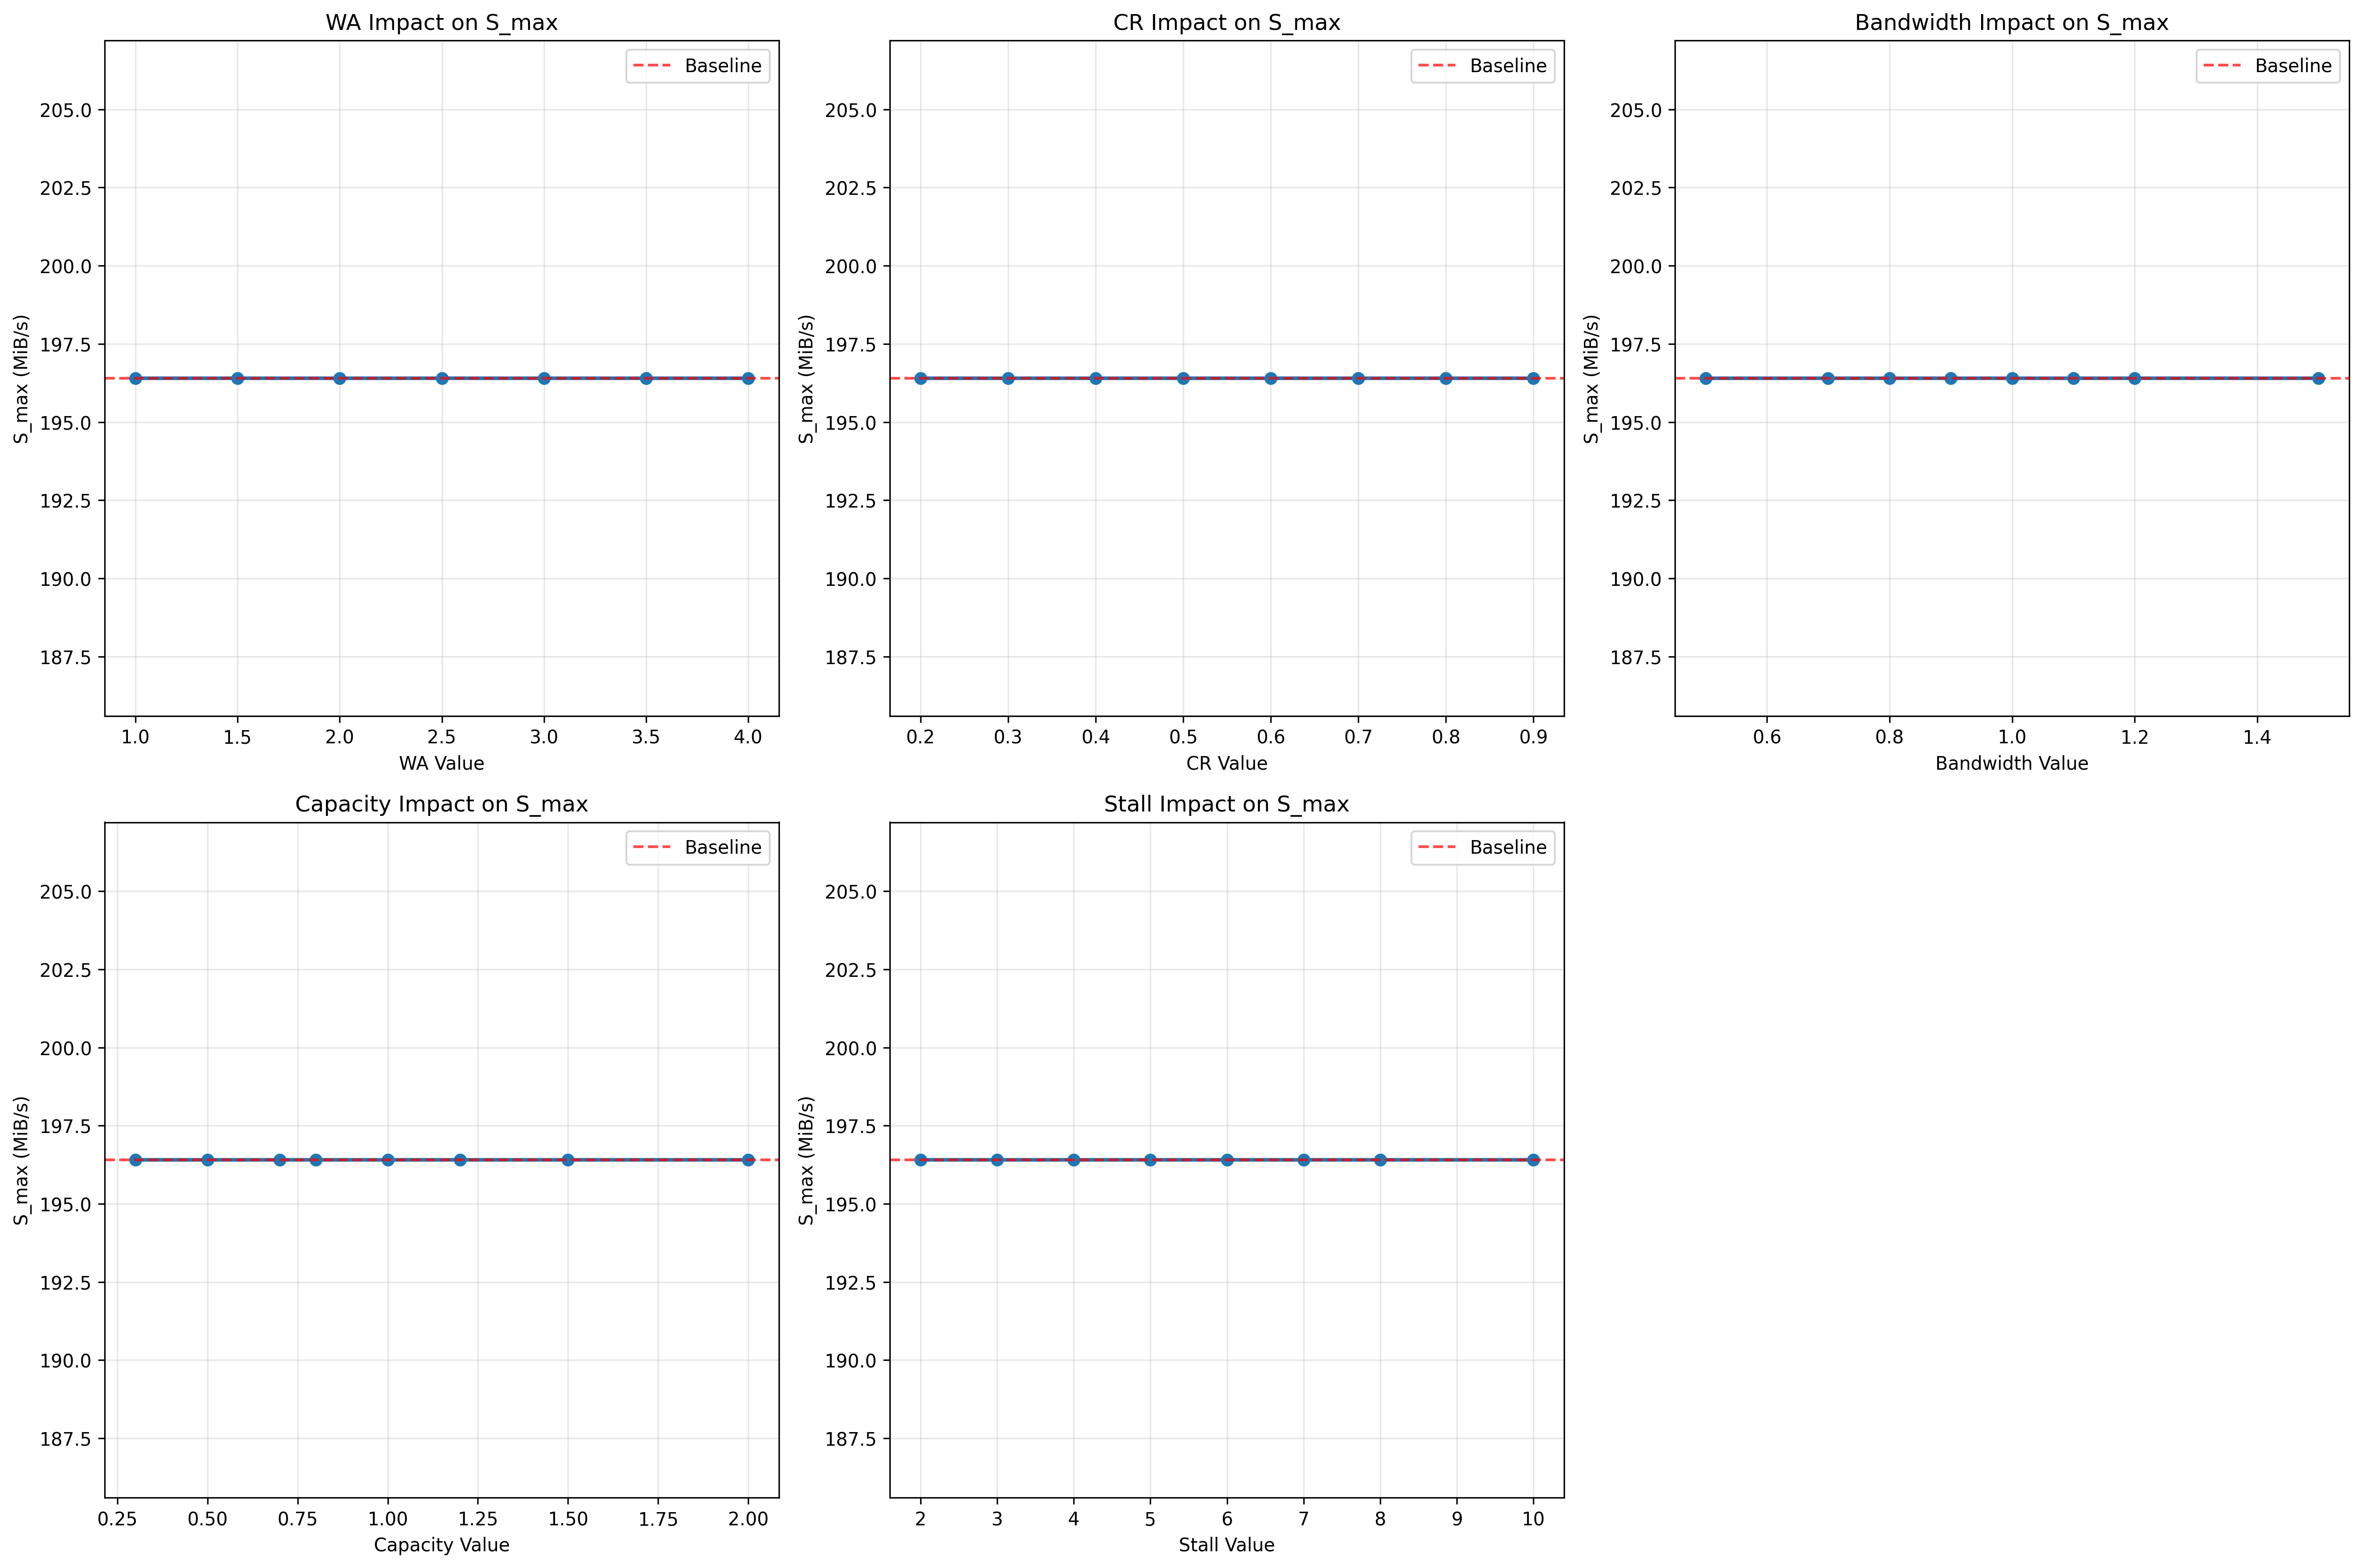 WA Impact on S_max
Baseline
205.0
202.5
200.0
197.5
195.0
192.5
190.0
187.5
S_max (MiB/s)
1.0 1.5 2.0 2.5 3.0 3.5 4.0
WA Value
CR Impact on S_max
Baseline
205.0
202.5
200.0
197.5
195.0
192.5
190.0
187.5
S_max (MiB/s)
0.2 0.3 0.4 0.5 0.6 0.7 0.8 0.9
CR Value
Bandwidth Impact on S_max
Baseline
205.0
202.5
200.0
197.5
195.0
192.5
190.0
187.5
S_max (MiB/s)
0.6 0.8 1.0 1.2 1.4
Bandwidth Value
Capacity Impact on S_max
Baseline
205.0
202.5
200.0
197.5
195.0
192.5
190.0
187.5
S_max (MiB/s)
0.25 0.50 0.75 1.00 1.25 1.50 1.75 2.00
Capacity Value
Stall Impact on S_max
Baseline
205.0
202.5
200.0
197.5
195.0
192.5
190.0
187.5
S_max (MiB/s)
2 3 4 5 6 7 8 9 10
Stall Value